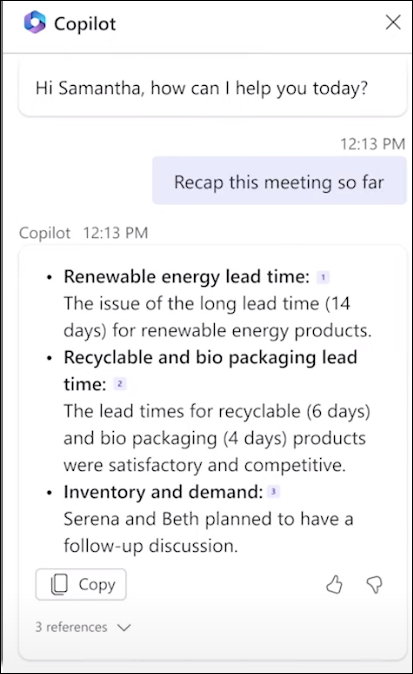 Copilot
Hi Samantha, how can I help you today?
12:13 PM
Recap this meeting so far
Copilot 12:13 PM
• Renewable energy lead time: 1
The issue of the long lead time (14
days) for renewable energy products.
• Recyclable and bio packaging lead
time: 2
The lead times for recyclable (6 days)
and bio packaging (4 days) products
were satisfactory and competitive.
• Inventory and demand: 3
Serena and Beth planned to have a
follow-up discussion.
Copy
3 references